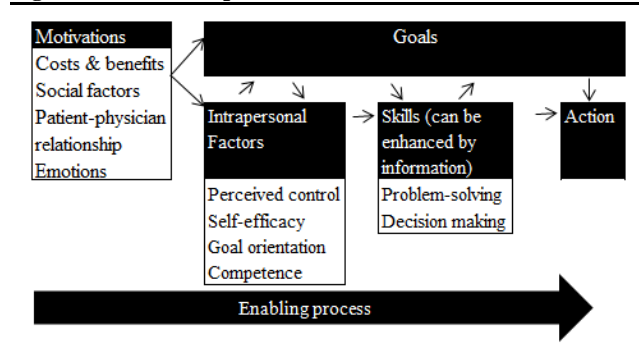 Motivations
Costs & benefits
Social factors
Patient-physician
relationship
Emotions
Goals
Intrapersonal
Factors
Perceived control
Self-efficacy
Goal orientation
Competence
Skills (can be
enhanced by
information)
Problem-solving
Decision making
Action
Enabling process